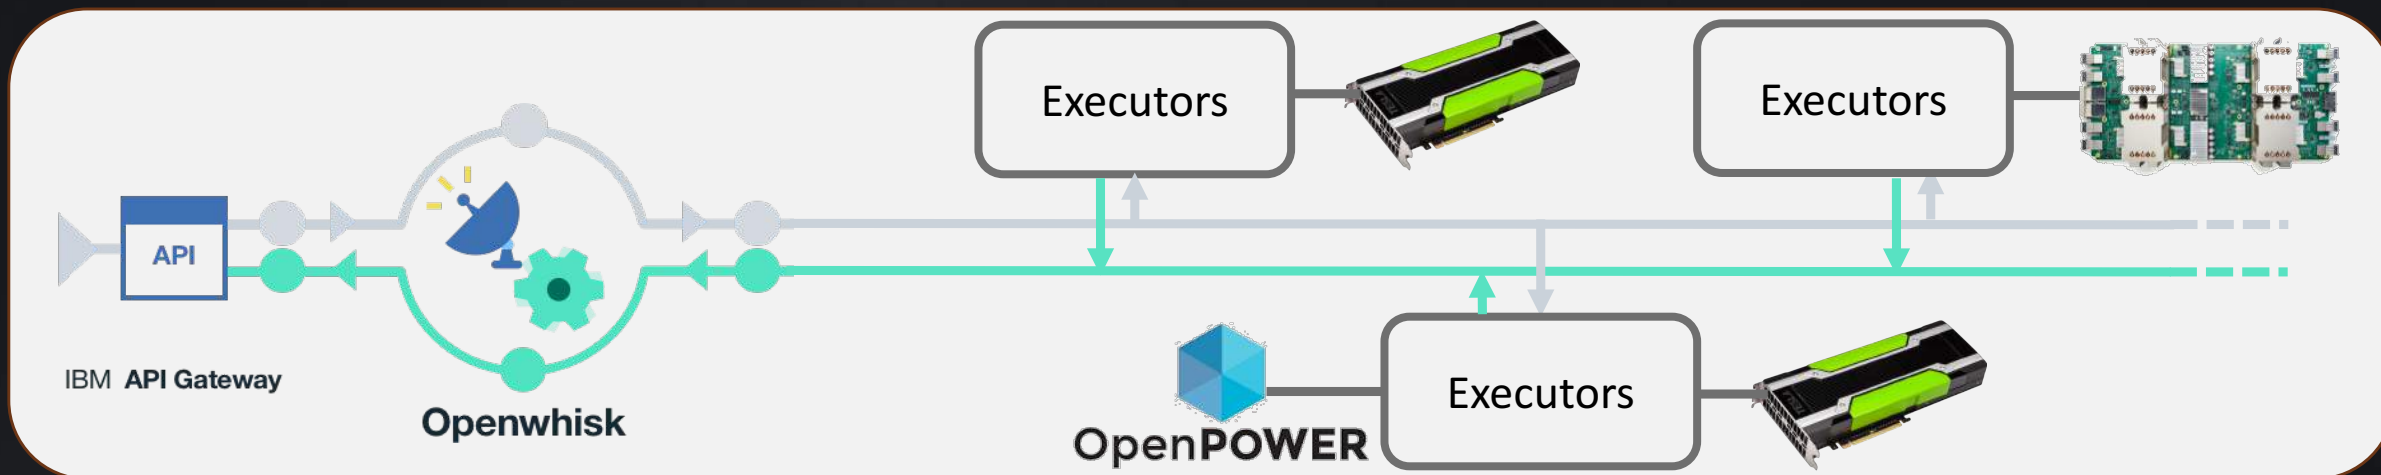 Executors
Executors
API
IBM API Gateway
Openwhisk
OpenPOWER
Executors